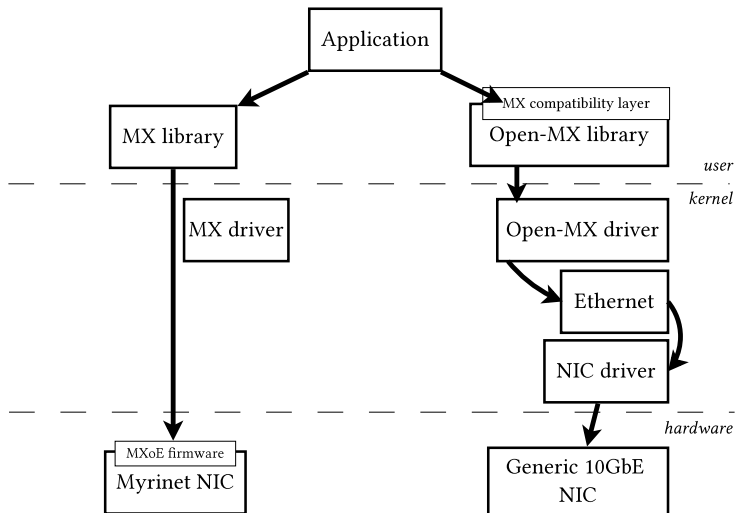 Application
MX compatibility layer
MX library
Open-MX library
user
kernel
MX driver
Open-MX driver
Ethernet
NIC driver
hardware
MXoE firmware
Myrinet NIC
Generic 10GbE
NIC